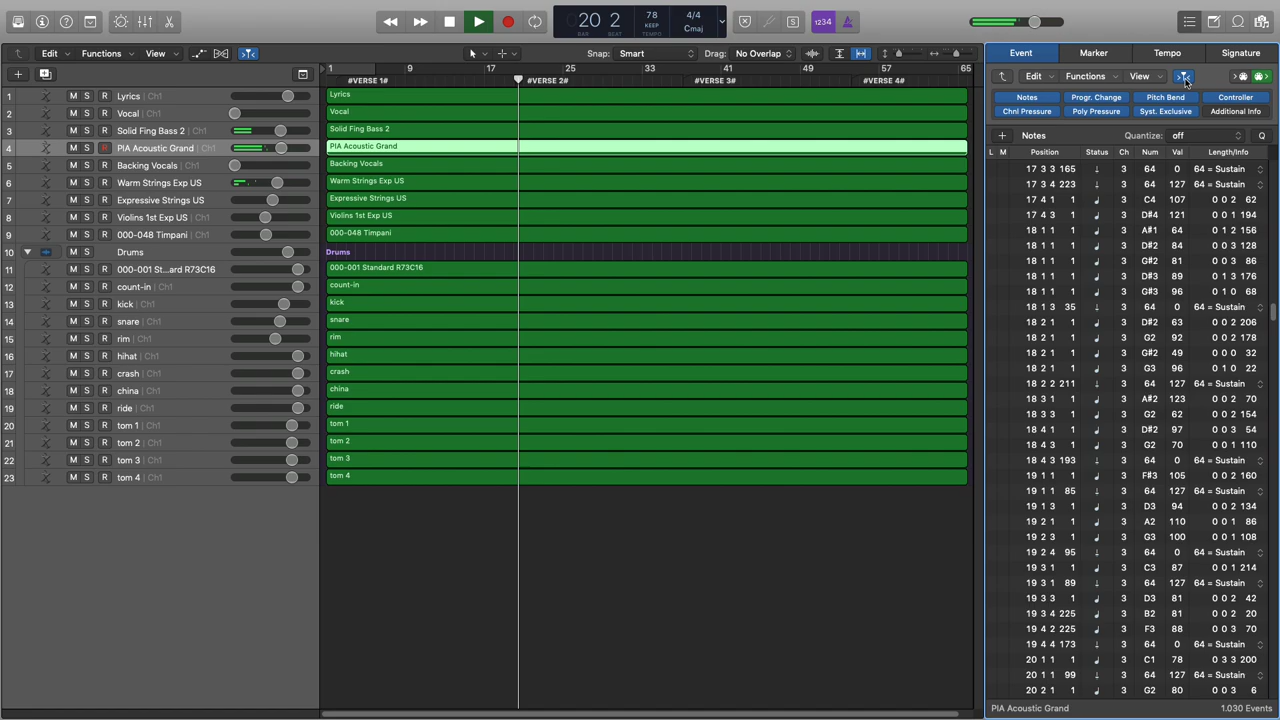 20 2
BAR BEAT
78
KEEP
TEMPO
4/4
Cmaj
1234
S
Edit Functions View
Snap: Smart
Drag: No Overlap
1 9 17 25 33 41 49 57 65
#VERSE 1# #VERSE 2# #VERSE 3# #VERSE 4#
1 M S R Lyrics | Ch1
2 M S R Vocal | Ch1
3 M S R Solid Fing Bass 2 | Ch1
4 M S R PIA Acoustic Grand | Ch1
5 M S R Backing Vocals | Ch1
6 M S R Warm Strings Exp US
7 M S R Expressive Strings US
8 M S R Violins 1st Exp US | Ch1
9 M S R 000-048 Timpani | Ch1
10 M S Drums
11 M S R 000-001 St...ard R73C16
12 M S R count-in | Ch1
13 M S R kick | Ch1
14 M S R snare | Ch1
15 M S R rim | Ch1
16 M S R hihat | Ch1
17 M S R crash | Ch1
18 M S R china | Ch1
19 M S R ride | Ch1
20 M S R tom 1 | Ch1
21 M S R tom 2 | Ch1
22 M S R tom 3 | Ch1
23 M S R tom 4 | Ch1
Lyrics
Vocal
Solid Fing Bass 2
PIA Acoustic Grand
Backing Vocals
Warm Strings Exp US
Expressive Strings US
Violins 1st Exp US
000-048 Timpani
Drums
000-001 Standard R73C16
count-in
kick
snare
rim
hihat
crash
china
ride
tom 1
tom 2
tom 3
tom 4
Event Marker Tempo Signature
Edit Functions View
Notes Progr. Change Pitch Bend Controller
Chnl Pressure Poly Pressure Syst. Exclusive Additional Info
Notes Quantize: off Q
L M Position Status Ch Num Val Length/Info
17 3 3 165 3 64 0 64 = Sustain
17 3 4 223 3 64 127 64 = Sustain
17 4 1 1 3 C4 107 0 0 2 62
17 4 3 1 3 D#4 121 0 0 1 194
18 1 1 1 3 A#1 64 0 1 2 156
18 1 1 1 3 D#2 84 0 0 3 128
18 1 1 1 3 G#2 81 0 0 3 86
18 1 1 1 3 D#3 89 0 1 3 176
18 1 1 1 3 G#3 96 0 1 0 68
18 1 3 35 3 64 0 64 = Sustain
18 2 1 1 3 D#2 63 0 0 2 206
18 2 1 1 3 G2 92 0 0 2 178
18 2 1 1 3 G#2 49 0 0 0 32
18 2 1 1 3 G3 96 0 1 0 22
18 2 2 211 3 64 127 64 = Sustain
18 3 1 1 3 A#2 123 0 0 2 70
18 3 3 1 3 G2 62 0 0 2 154
18 4 1 1 3 D#2 97 0 0 3 54
18 4 3 1 3 G2 70 0 0 1 110
18 4 3 193 3 64 0 64 = Sustain
19 1 1 1 3 F#3 105 0 0 2 160
19 1 1 85 3 64 127 64 = Sustain
19 1 3 1 3 D3 94 0 0 2 134
19 2 1 1 3 A2 110 0 0 1 86
19 2 3 1 3 G3 100 0 0 1 108
19 2 4 95 3 64 0 64 = Sustain
19 3 1 1 3 C3 87 0 0 1 214
19 3 1 89 3 64 127 64 = Sustain
19 3 3 1 3 D3 81 0 0 2 42
19 3 4 225 3 B2 81 0 0 2 20
19 4 2 225 3 F3 88 0 0 3 70
19 4 4 173 3 64 0 64 = Sustain
20 1 1 1 3 C1 78 0 3 3 200
20 1 1 99 3 64 127 64 = Sustain
20 2 1 1 3 G2 80 0 0 3 6
PIA Acoustic Grand 1.030 Events